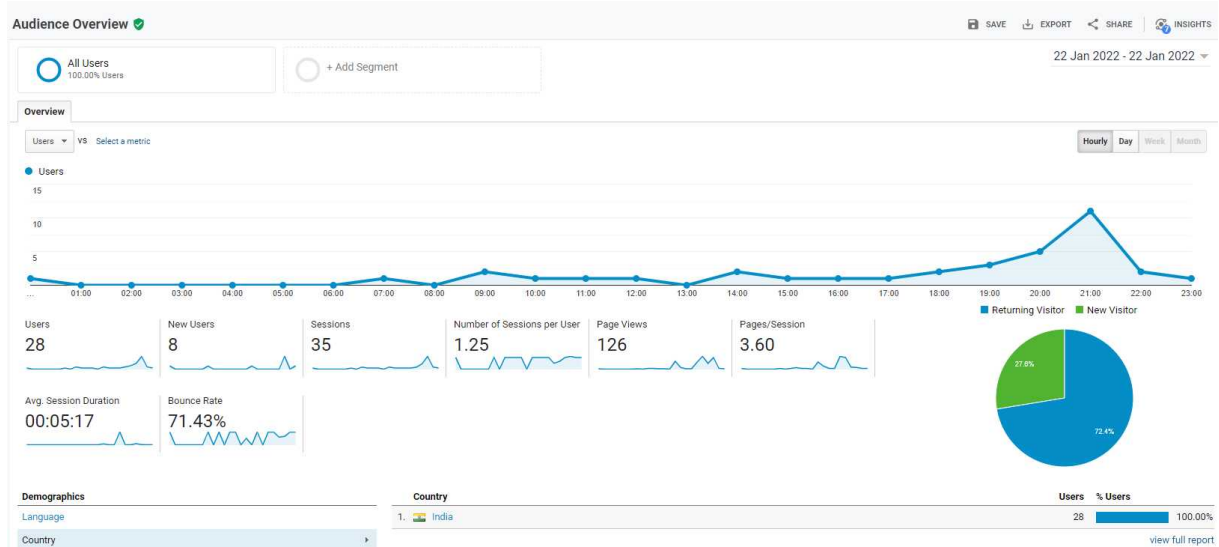 Audience Overview
SAVE EXPORT SHARE INSIGHTS
7
All Users
100.00% Users
+ Add Segment
22 Jan 2022 - 22 Jan 2022
Overview
Users VS Select a metric
Hourly Day Week Month
Users
15
10
5
... 01:00 02:00 03:00 04:00 05:00 06:00 07:00 08:00 09:00 10:00 11:00 12:00 13:00 14:00 15:00 16:00 17:00 18:00 19:00 20:00 21:00 22:00 23:00
Returning Visitor New Visitor
Users New Users Sessions Number of Sessions per User Page Views Pages/Session
28 8 35 1.25 126 3.60
27.6%
72.4%
Avg. Session Duration Bounce Rate
00:05:17 71.43%
Demographics Country Users % Users
Language 1. India 28 100.00%
Country view full report